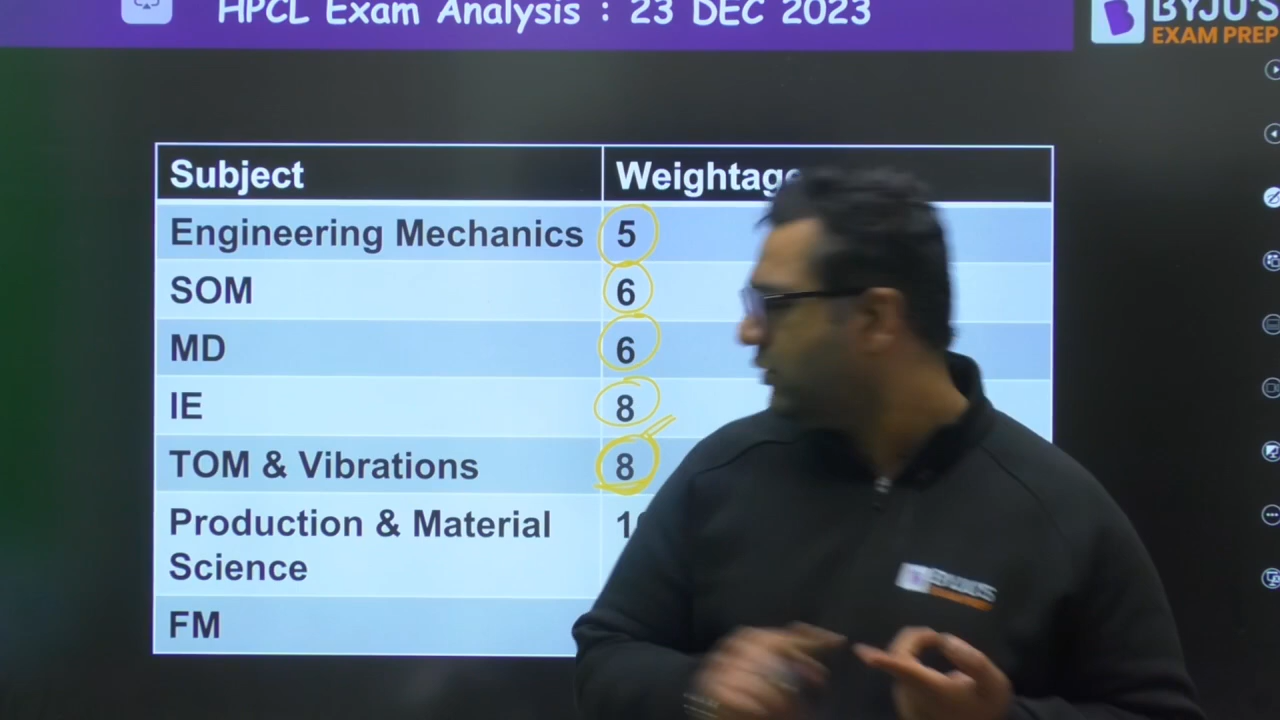 HPCL Exam Analysis : 23 DEC 2023
BYJU'S
EXAM PREP
Subject
Engineering Mechanics 5
SOM 6
MD 6
IE 8
TOM & Vibrations 8
Production & Material
Science
FM